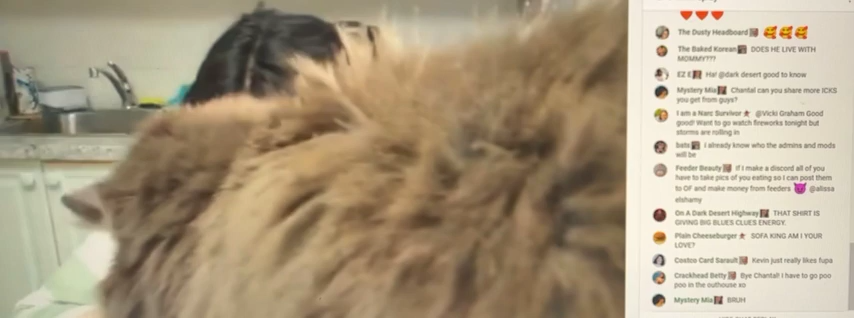 The Dusty Headboard
The Baked Korean DOES HE LIVE WITH
MOMMY???
EZ E Ha! @dark desert good to know
Mystery Mia Chantal can you share more ICKS
you get from guys?
I am a Narc Survivor @Vicki Graham Good
good! Want to go watch fireworks tonight but
storms are rolling in
bats I already know who the admins and mods
will be
Feeder Beauty If I make a discord all of you
have to take pics of you eating so I can post them
to OF and make money from feeders @alissa
elshamy
On A Dark Desert Highway THAT SHIRT IS
GIVING BIG BLUES CLUES ENERGY.
Plain Cheeseburger SOFA KING AM I YOUR
LOVE?
Costco Card Sarault Kevin just really likes fupa
Crackhead Betty Bye Chantal! I have to go poo
poo in the outhouse xo
Mystery Mia BRUH